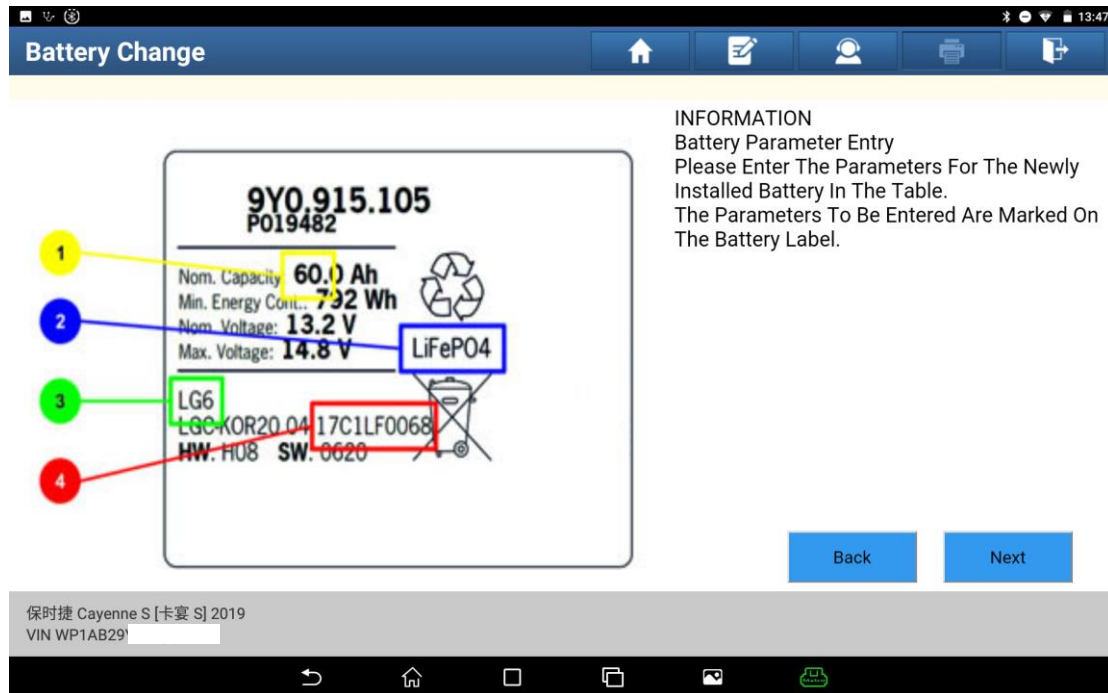 13:47
Battery Change
INFORMATION
Battery Parameter Entry
Please Enter The Parameters For The Newly
Installed Battery In The Table.
The Parameters To Be Entered Are Marked On
The Battery Label.
9Y0.915.105
P019482
1
Nom. Capacity: 60.0 Ah
Min. Energy Cont.: 792 Wh
2
Nom. Voltage: 13.2 V
Max. Voltage: 14.8 V
LiFePO4
3
LG6
LGC-KOR20 04 17C1LF0068
HW: H08 SW: 0620
4
Back
Next
保时捷 Cayenne S [卡宴 S] 2019
VIN WP1AB29